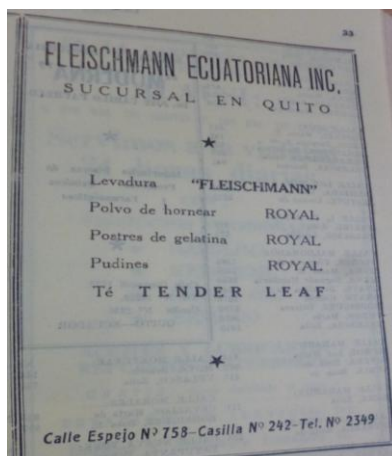 33
FLEISCHMANN ECUATORIANA INC.
SUCURSAL EN QUITO
Levadura "FLEISCHMANN"
Polvo de hornear ROYAL
Postres de gelatina ROYAL
Pudines ROYAL
Té TENDER LEAF
Calle Espejo Nº 758-Casilla Nº 242-Tel. Nº 2349